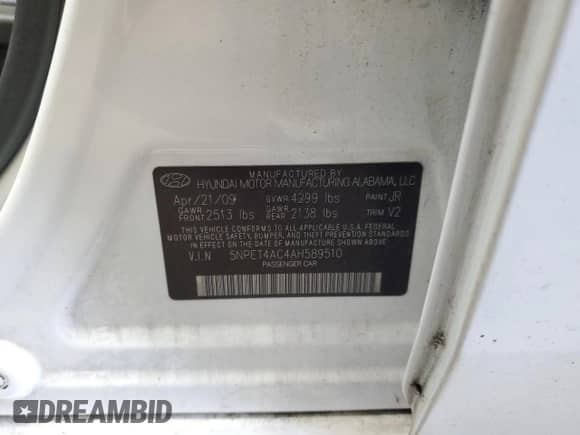 MANUFACTURED BY
HYUNDAI MOTOR MANUFACTURING ALABAMA, LLC
Apr/21/09 GVWR 4299 lbs PAINT JR
GAWR FRONT 2513 lbs GAWR REAR 2138 lbs TRIM V2
THIS VEHICLE CONFORMS TO ALL APPLICABLE U.S.A. FEDERAL
MOTOR VEHICLE SAFETY, BUMPER, AND THEFT PREVENTION
STANDARDS IN EFFECT ON THE DATE OF MANUFACTURE SHOWN ABOVE.
V.I.N 5NPET4AC4AH589510
PASSENGER CAR
DREAMBID